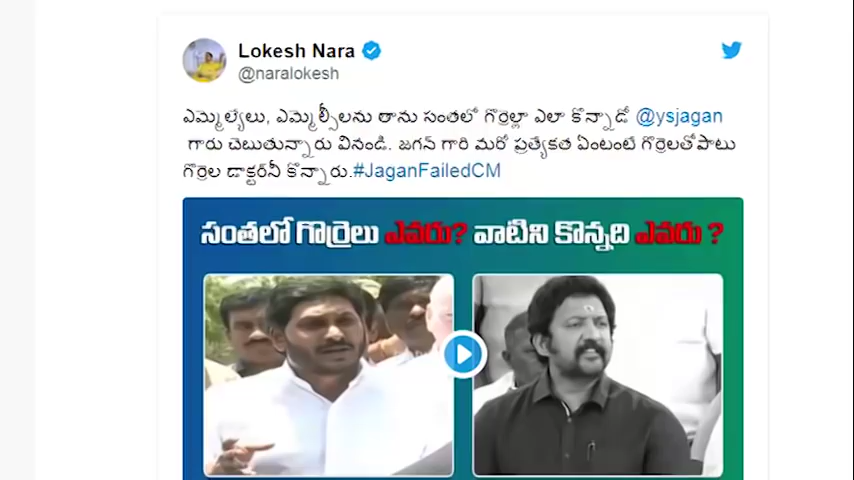 Lokesh Nara
@naralokesh
ఎమ్మెల్యేలు, ఎమ్మెల్సీలను తాను సంతలో గొర్రెల్లా ఎలా కొన్నాడో @ysjagan
గారు చెబుతున్నారు వినండి. జగన్ గారి మరో ప్రత్యేకత ఏంటంటే గొర్రెలతోపాటు
గొర్రెల డాక్టర్‌నీ కొన్నారు.#JaganFailedCM
సంతలో గొర్రెలు ఎవరు? వాటిని కొన్నది ఎవరు ?